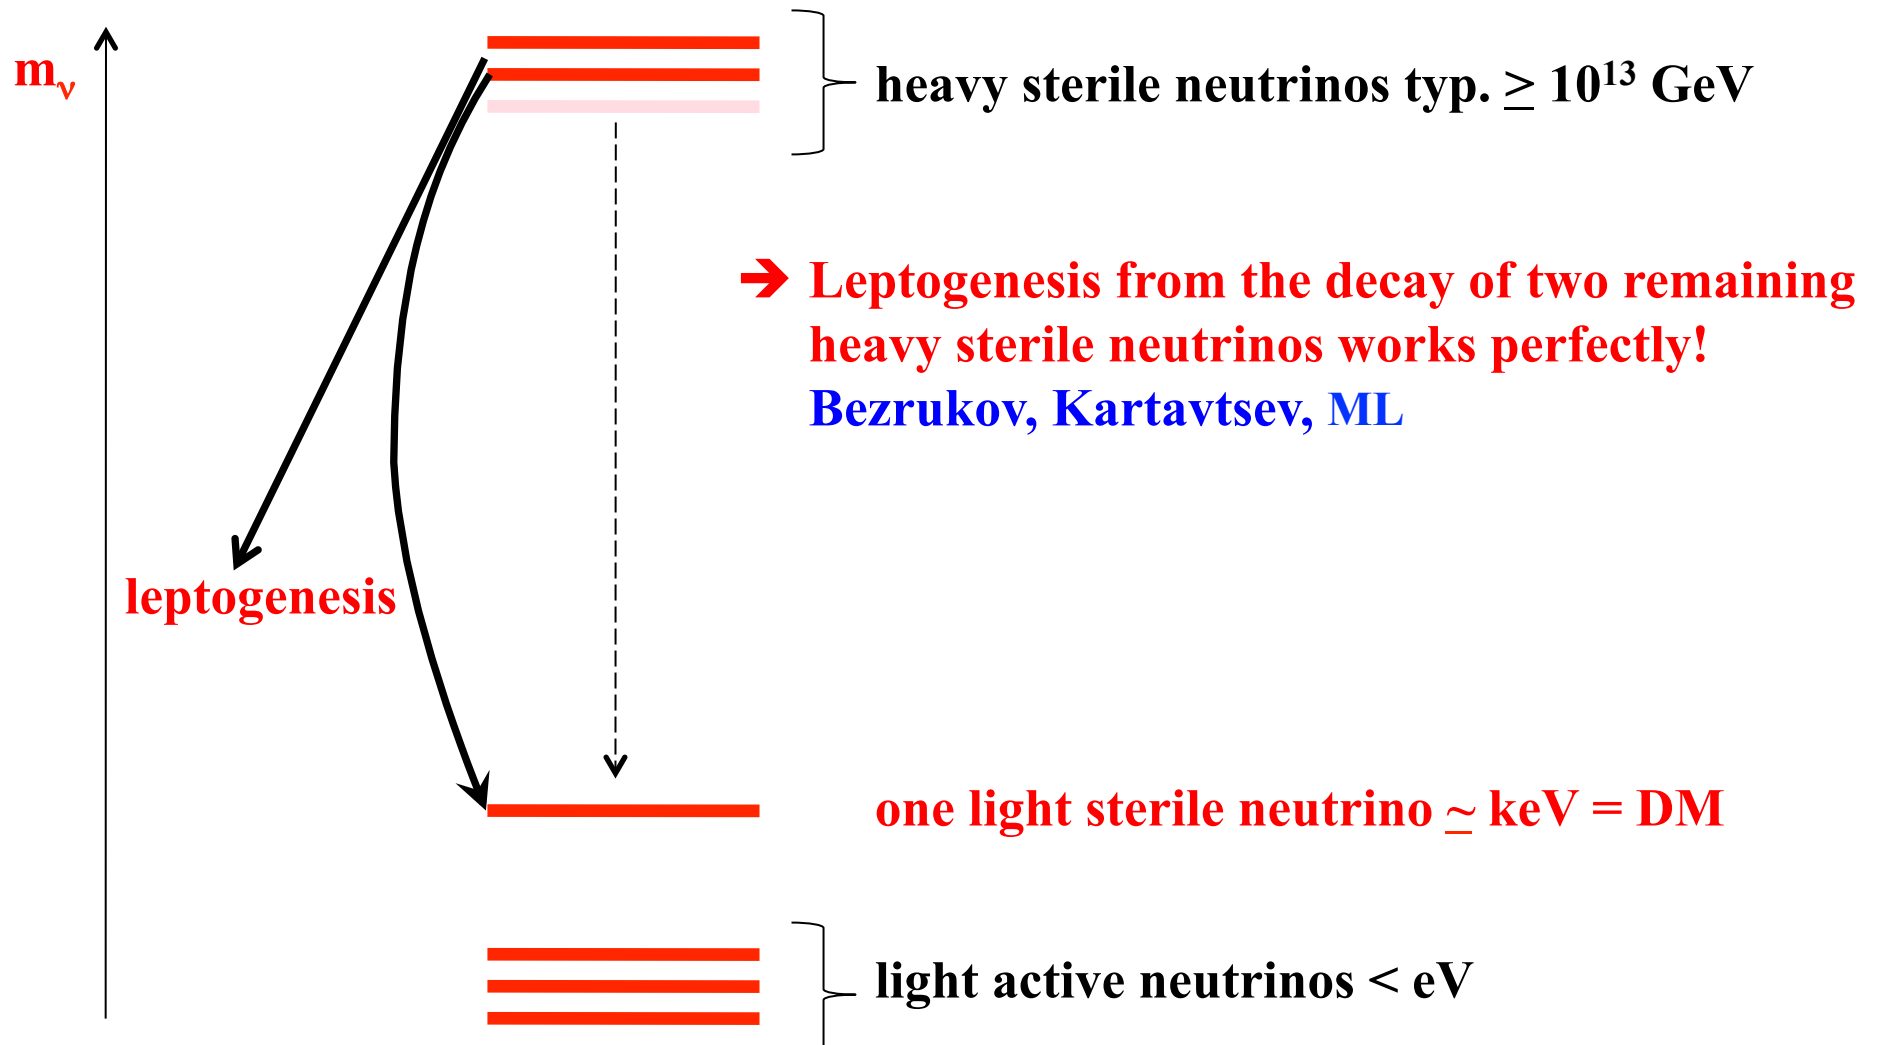 mν
heavy sterile neutrinos typ. ≥ 10¹³ GeV
➔ Leptogenesis from the decay of two remaining
heavy sterile neutrinos works perfectly!
Bezrukov, Kartavtsev, ML
leptogenesis
one light sterile neutrino ~ keV = DM
light active neutrinos < eV